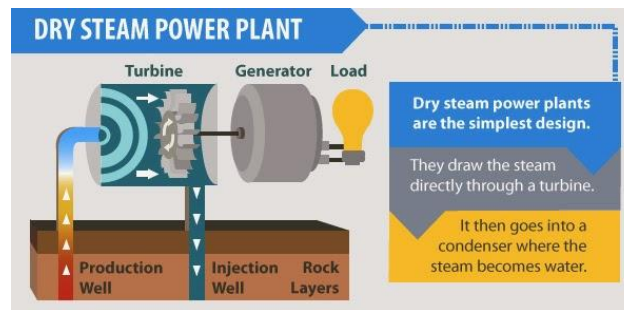 DRY STEAM POWER PLANT
Turbine
Generator
Load
Dry steam power plants
are the simplest design.
They draw the steam
directly through a turbine.
It then goes into a
condenser where the
steam becomes water.
Production
Well
Injection
Well
Rock
Layers